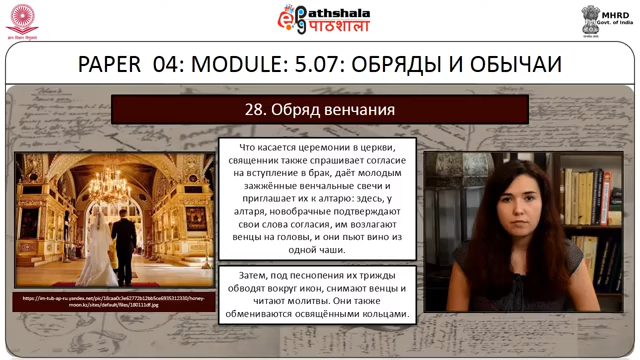 Pathshala
पाठशाला
MHRD
Govt. of India
PAPER 04: MODULE: 5.07: ОБРЯДЫ И ОБЫЧАИ
28. Обряд венчания
Что касается церемонии в церкви,
священник также спрашивает согласие
на вступление в брак, даёт молодым
зажжённые венчальные свечи и
приглашает их к алтарю: здесь, у
алтаря, новобрачные подтверждают
свои слова согласия, им возлагают
венцы на головы, и они пьют вино из
одной чаши.
Затем, под песнопения их трижды
обводят вокруг икон, снимают венцы и
читают молитвы. Они также
обмениваются освящёнными кольцами.